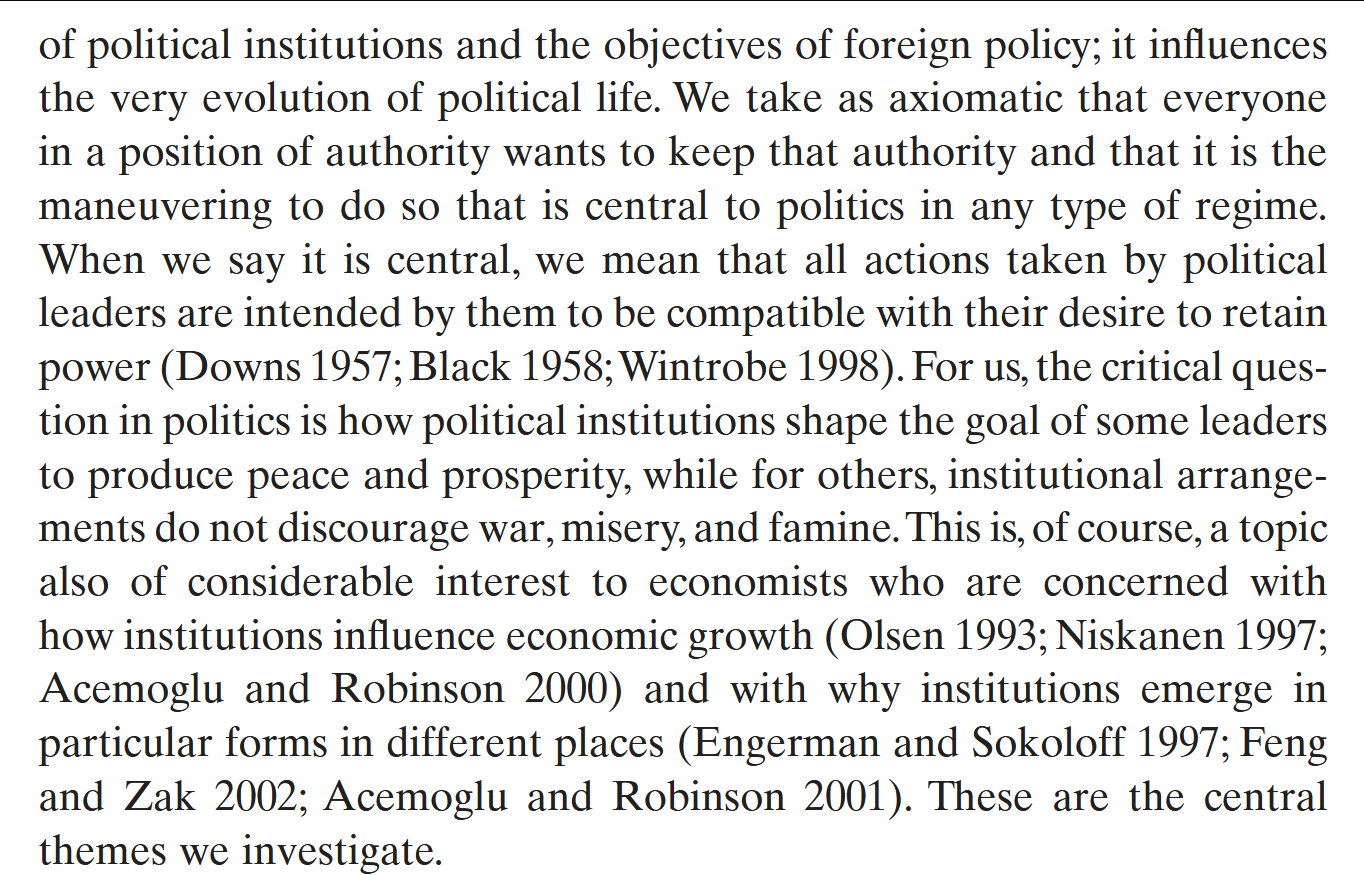 of political institutions and the objectives of foreign policy; it influences
the very evolution of political life. We take as axiomatic that everyone
in a position of authority wants to keep that authority and that it is the
maneuvering to do so that is central to politics in any type of regime.
When we say it is central, we mean that all actions taken by political
leaders are intended by them to be compatible with their desire to retain
power (Downs 1957; Black 1958; Wintrobe 1998). For us, the critical ques-
tion in politics is how political institutions shape the goal of some leaders
to produce peace and prosperity, while for others, institutional arrange-
ments do not discourage war, misery, and famine. This is, of course, a topic
also of considerable interest to economists who are concerned with
how institutions influence economic growth (Olsen 1993; Niskanen 1997;
Acemoglu and Robinson 2000) and with why institutions emerge in
particular forms in different places (Engerman and Sokoloff 1997; Feng
and Zak 2002; Acemoglu and Robinson 2001). These are the central
themes we investigate.